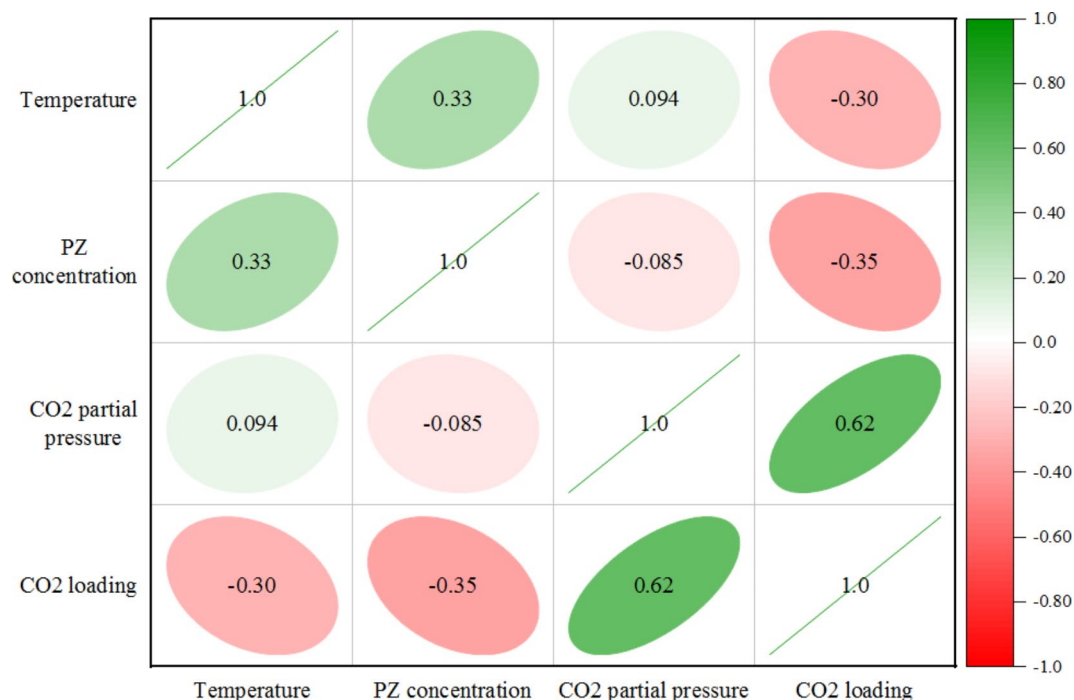 1.0
Temperature 1.0 0.33 0.094 -0.30
0.80
0.60
PZ
concentration 0.33 1.0 -0.085 -0.35
0.40
0.20
0.0
CO2 partial
pressure 0.094 -0.085 1.0 0.62
-0.20
-0.40
CO2 loading -0.30 -0.35 0.62 1.0
-0.60
-0.80
-1.0
Temperature PZ concentration CO2 partial pressure CO2 loading